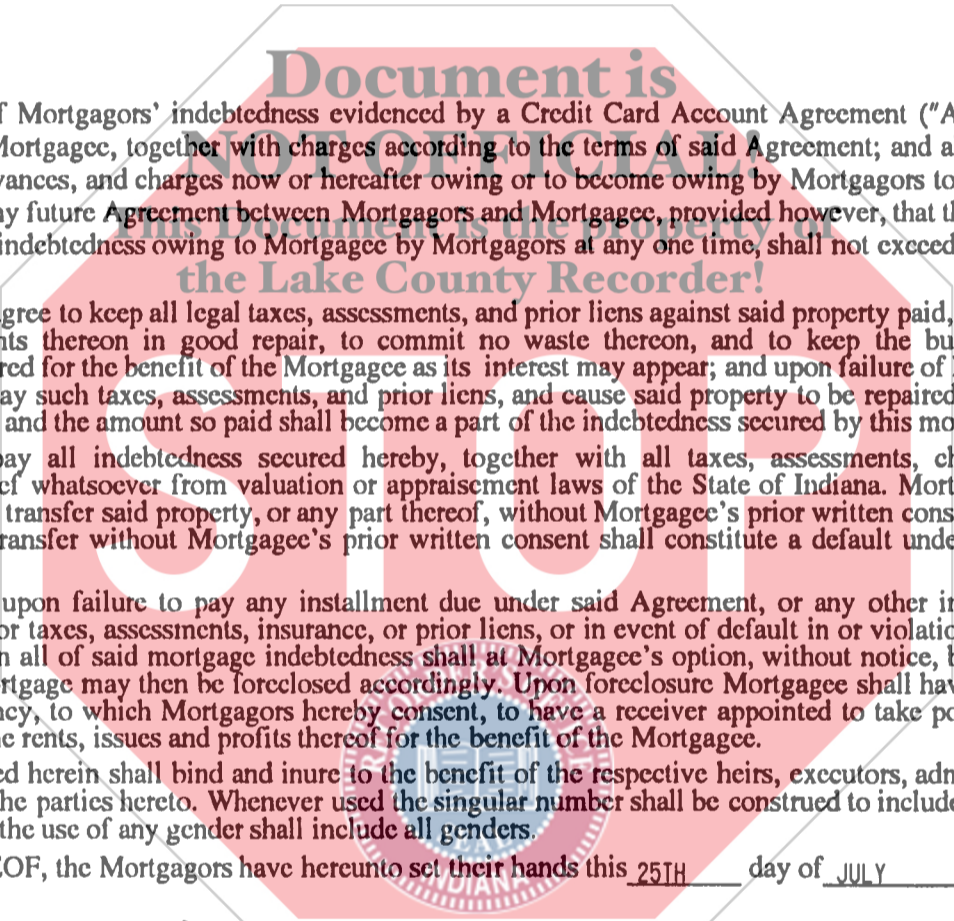 Document is
f Mortgagors' indebtedness evidenced by a Credit Card Account Agreement ("A
Mortgagee, together with charges according to the terms of said Agreement; and a
NOT OFFICIAL!
vances, and charges now or hereafter owing or to become owing by Mortgagors to
ny future Agreement between Mortgagors and Mortgagee, provided however, that th
This Document is the property of
indebtedness owing to Mortgagee by Mortgagors at any one time, shall not exceed
the Lake County Recorder!
gree to keep all legal taxes, assessments, and prior liens against said property paid,
nts thereon in good repair, to commit no waste thereon, and to keep the bu
red for the benefit of the Mortgagee as its interest may appear; and upon failure of
ay such taxes, assessments, and prior liens, and cause said property to be repaired
and the amount so paid shall become a part of the indebtedness secured by this mo
STOP
pay all indebtedness secured hereby, together with all taxes, assessments, ch
ef whatsoever from valuation or appraisement laws of the State of Indiana. Mort
transfer said property, or any part thereof, without Mortgagee's prior written cons
ransfer without Mortgagee's prior written consent shall constitute a default unde
upon failure to pay any installment due under said Agreement, or any other in
or taxes, assessments, insurance, or prior liens, or in event of default in or violatio
n all of said mortgage indebtedness shall at Mortgagee's option, without notice, b
rtgage may then be foreclosed accordingly. Upon foreclosure Mortgagee shall hav
ncy, to which Mortgagors hereby consent, to have a receiver appointed to take po
e rents, issues and profits thereof for the benefit of the Mortgagee.
ed herein shall bind and inure to the benefit of the respective heirs, executors, adm
he parties hereto. Whenever used the singular number shall be construed to include
the use of any gender shall include all genders.
EOF, the Mortgagors have hereunto set their hands this 25TH day of JULY
SEAL
INDIANA